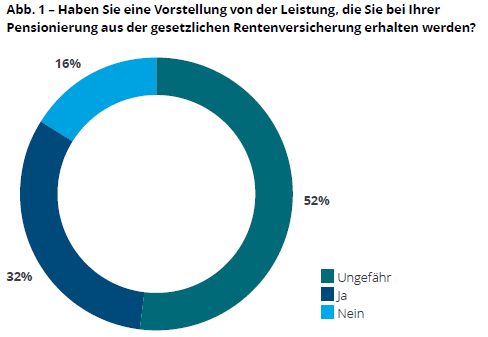 Abb. 1 – Haben Sie eine Vorstellung von der Leistung, die Sie bei Ihrer
Pensionierung aus der gesetzlichen Rentenversicherung erhalten werden?
16%
52%
32%
Ungefähr
Ja
Nein